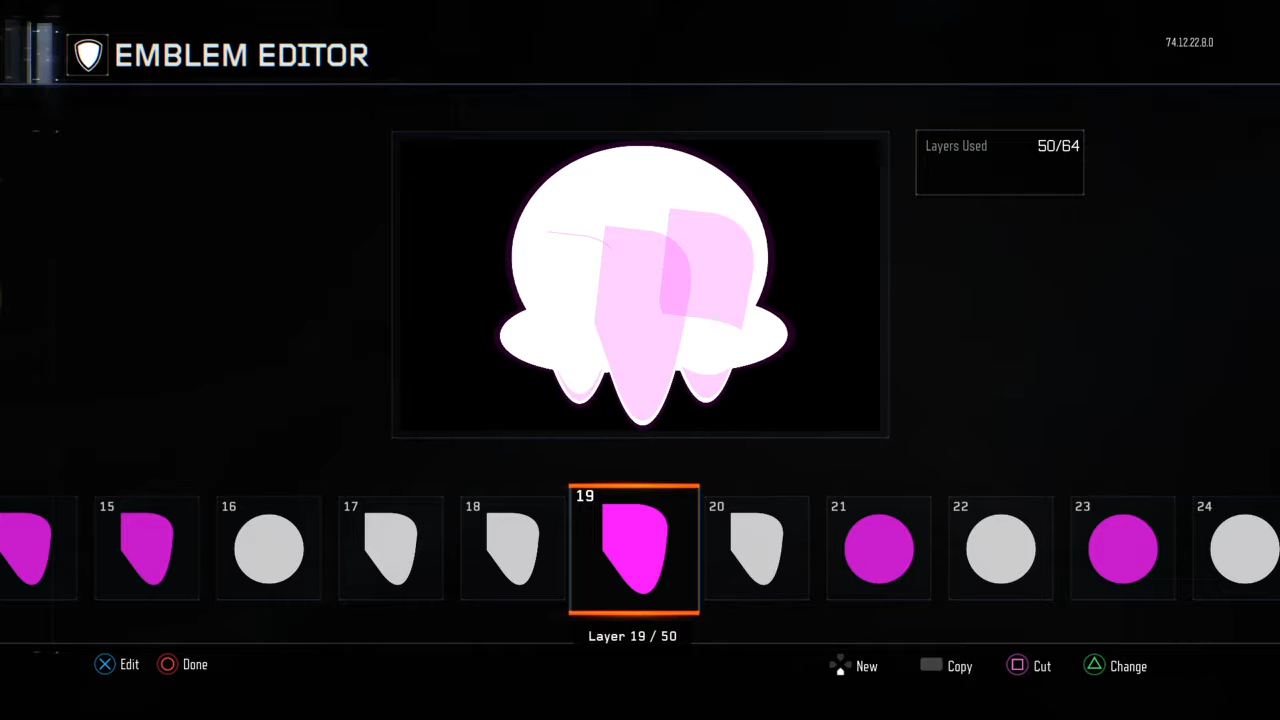 EMBLEM EDITOR
74.12.22.8.0
Layers Used 50/64
15 16 17 18 19 20 21 22 23 24
Layer 19 / 50
Edit Done New Copy Cut Change